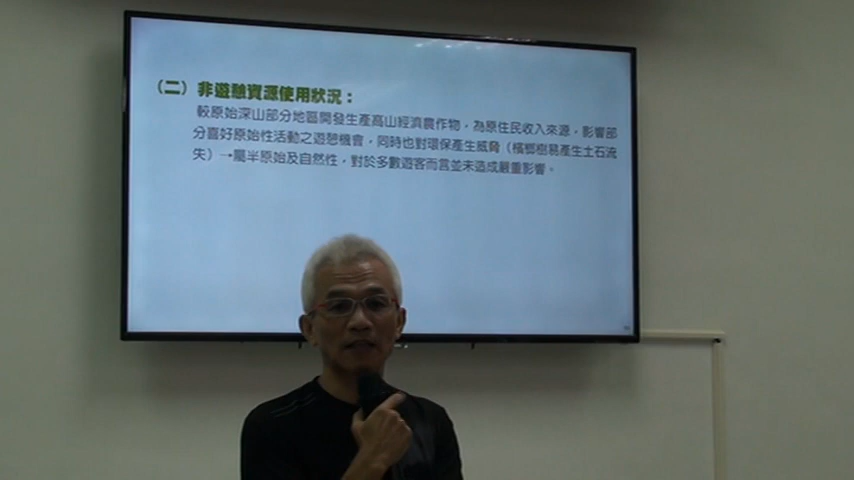 （二）非遊憩資源使用狀況：
較原始深山部分地區開發生產高山經濟農作物，為原住民收入來源，影響部
分喜好原始性活動之遊憩機會，同時也對環保產生威脅（檳榔樹易產生土石流
失）→屬半原始及自然性，對於多數遊客而言並未造成嚴重影響。